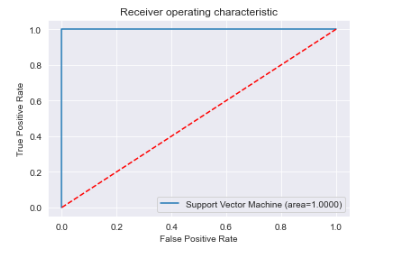 Receiver operating characteristic
True Positive Rate
1.0
0.8
0.6
0.4
0.2
0.0
Support Vector Machine (area=1.0000)
0.0 0.2 0.4 0.6 0.8 1.0
False Positive Rate